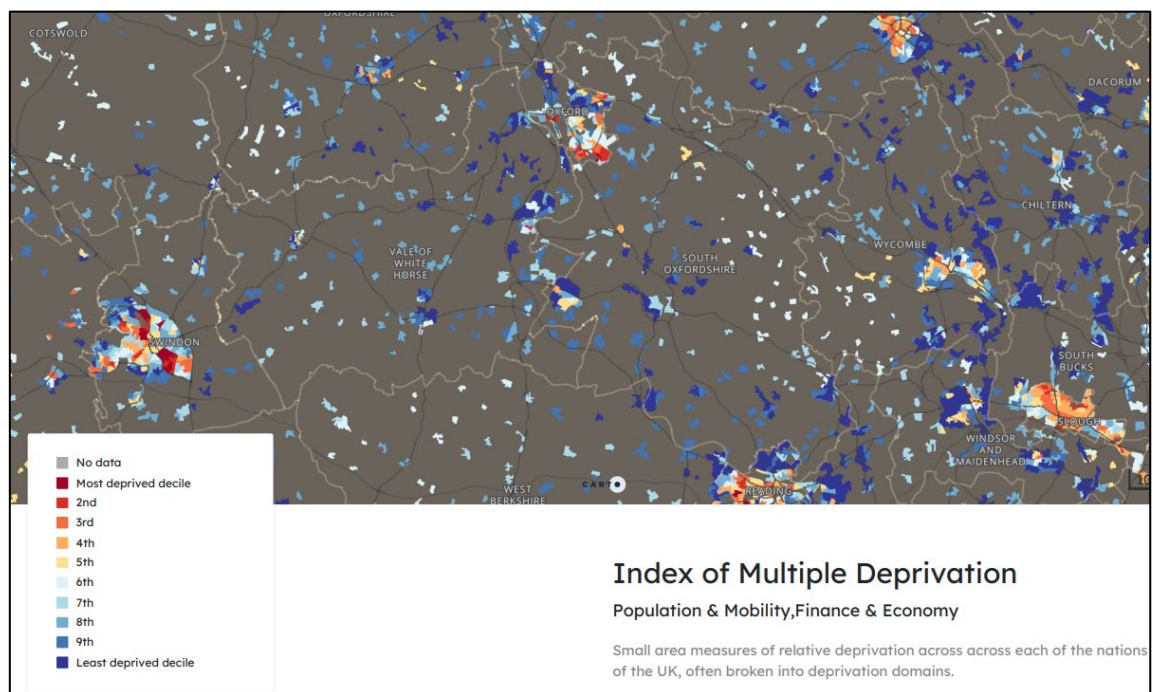 OXFORDSHIRE
COTSWOLD
DACORUM
OXFORD
CHILTERN
WYCOMBE
VALE OF
WHITE
HORSE
SOUTH
OXFORDSHIRE
SWINDON
SOUTH
BUCKS
SLOUGH
WINDSOR
AND
MAIDENHEAD
WEST
BERKSHIRE
CARTO
READING
10
No data
Most deprived decile
2nd
3rd
4th
5th
6th
7th
8th
9th
Least deprived decile
Index of Multiple Deprivation
Population & Mobility,Finance & Economy
Small area measures of relative deprivation across across each of the nations
of the UK, often broken into deprivation domains.